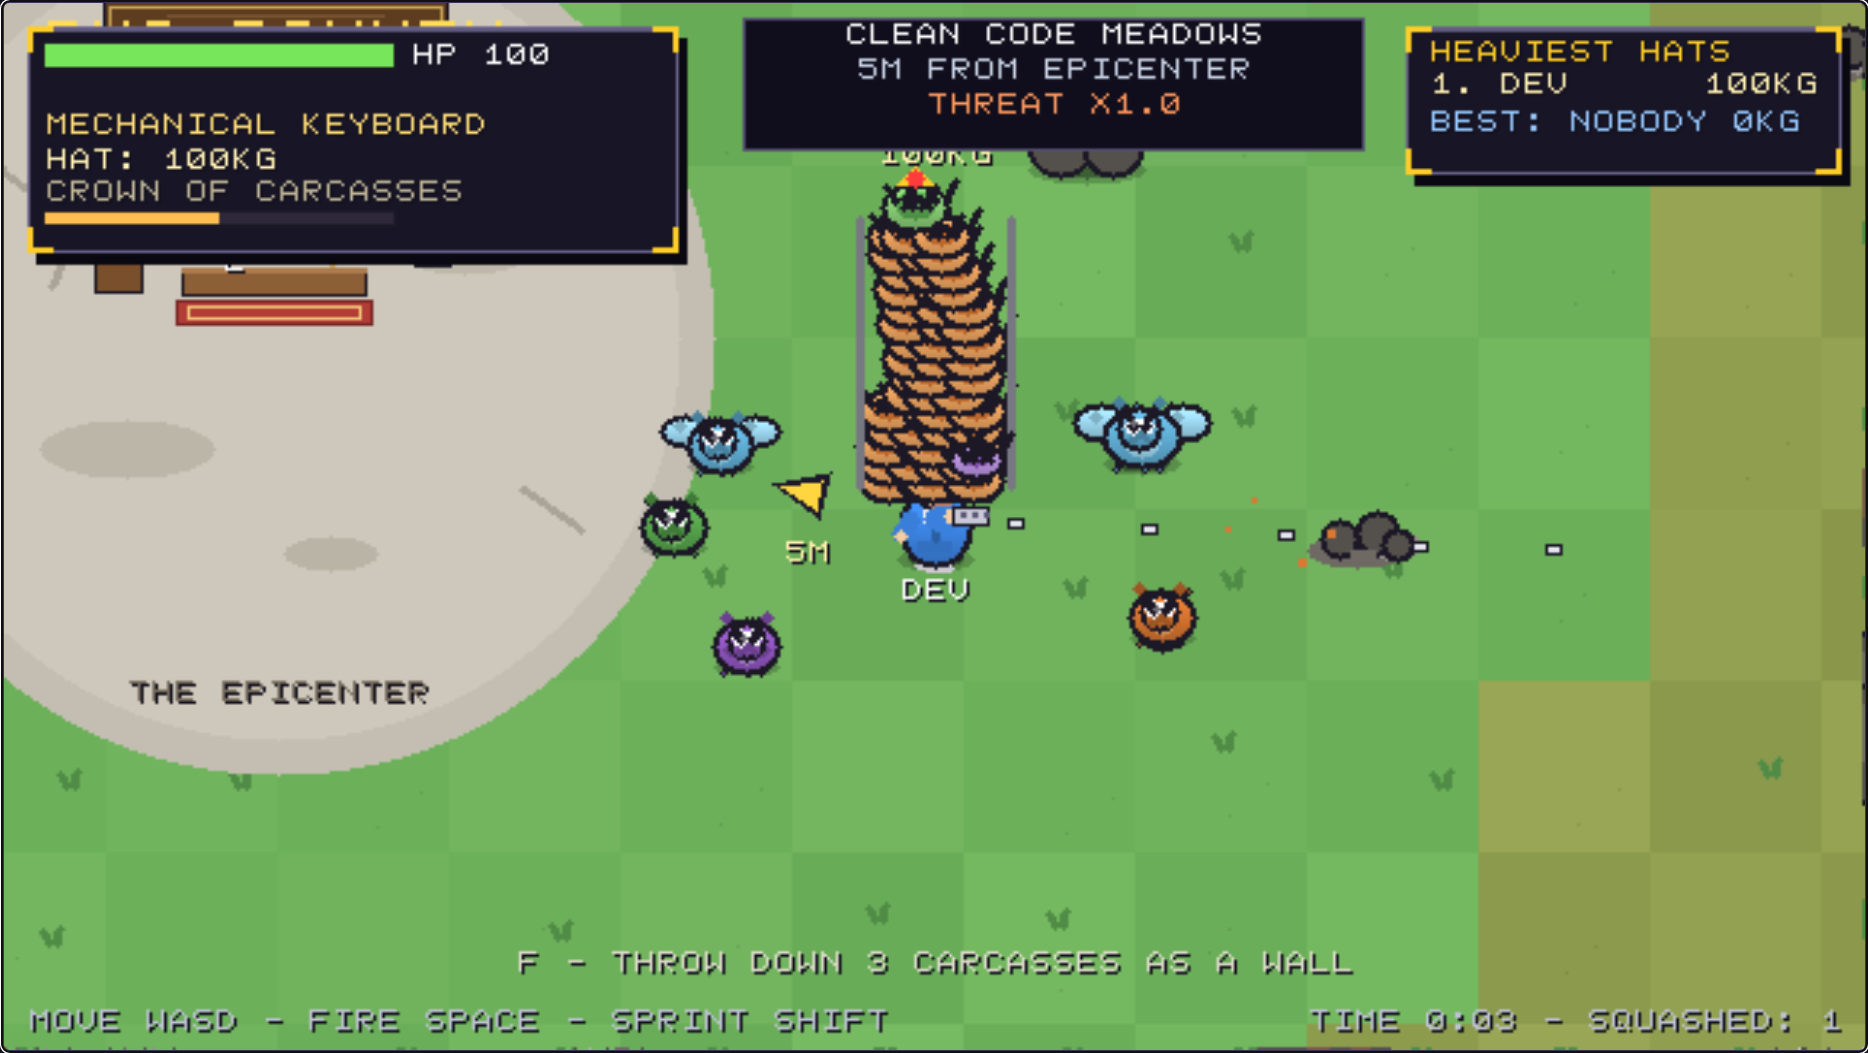 HP 100
MECHANICAL KEYBOARD
HAT: 100KG
CROWN OF CARCASSES
CLEAN CODE MEADOWS
5M FROM EPICENTER
THREAT X1.0
HEAVIEST HATS
1. DEV 100KG
BEST: NOBODY 0KG
100KG
5M
DEV
THE EPICENTER
F - THROW DOWN 3 CARCASSES AS A WALL
MOVE WASD - FIRE SPACE - SPRINT SHIFT
TIME 0:03 - SQUASHED: 1